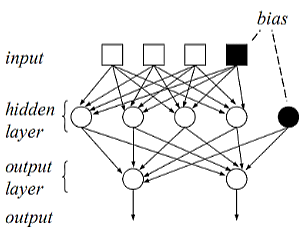 bias
input
hidden
layer
output
layer
output